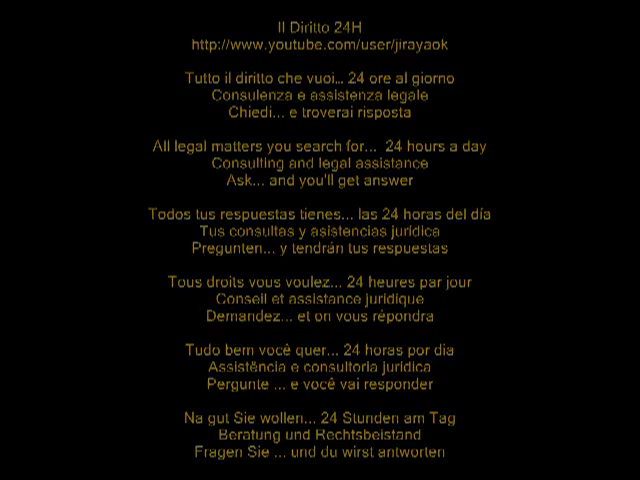 Il Diritto 24H
http://www.youtube.com/user/jirayaok
Tutto il diritto che vuoi... 24 ore al giorno
Consulenza e assistenza legale
Chiedi... e troverai risposta
All legal matters you search for... 24 hours a day
Consulting and legal assistance
Ask... and you'll get answer
Todos tus respuestas tienes... las 24 horas del día
Tus consultas y asistencias jurídica
Pregunten... y tendrán tus respuestas
Tous droits vous voulez... 24 heures par jour
Conseil et assistance juridique
Demandez... et on vous répondra
Tudo bem você quer... 24 horas por dia
Assistência e consultoria jurídica
Pergunte ... e você vai responder
Na gut Sie wollen... 24 Stunden am Tag
Beratung und Rechtsbeistand
Fragen Sie ... und du wirst antworten